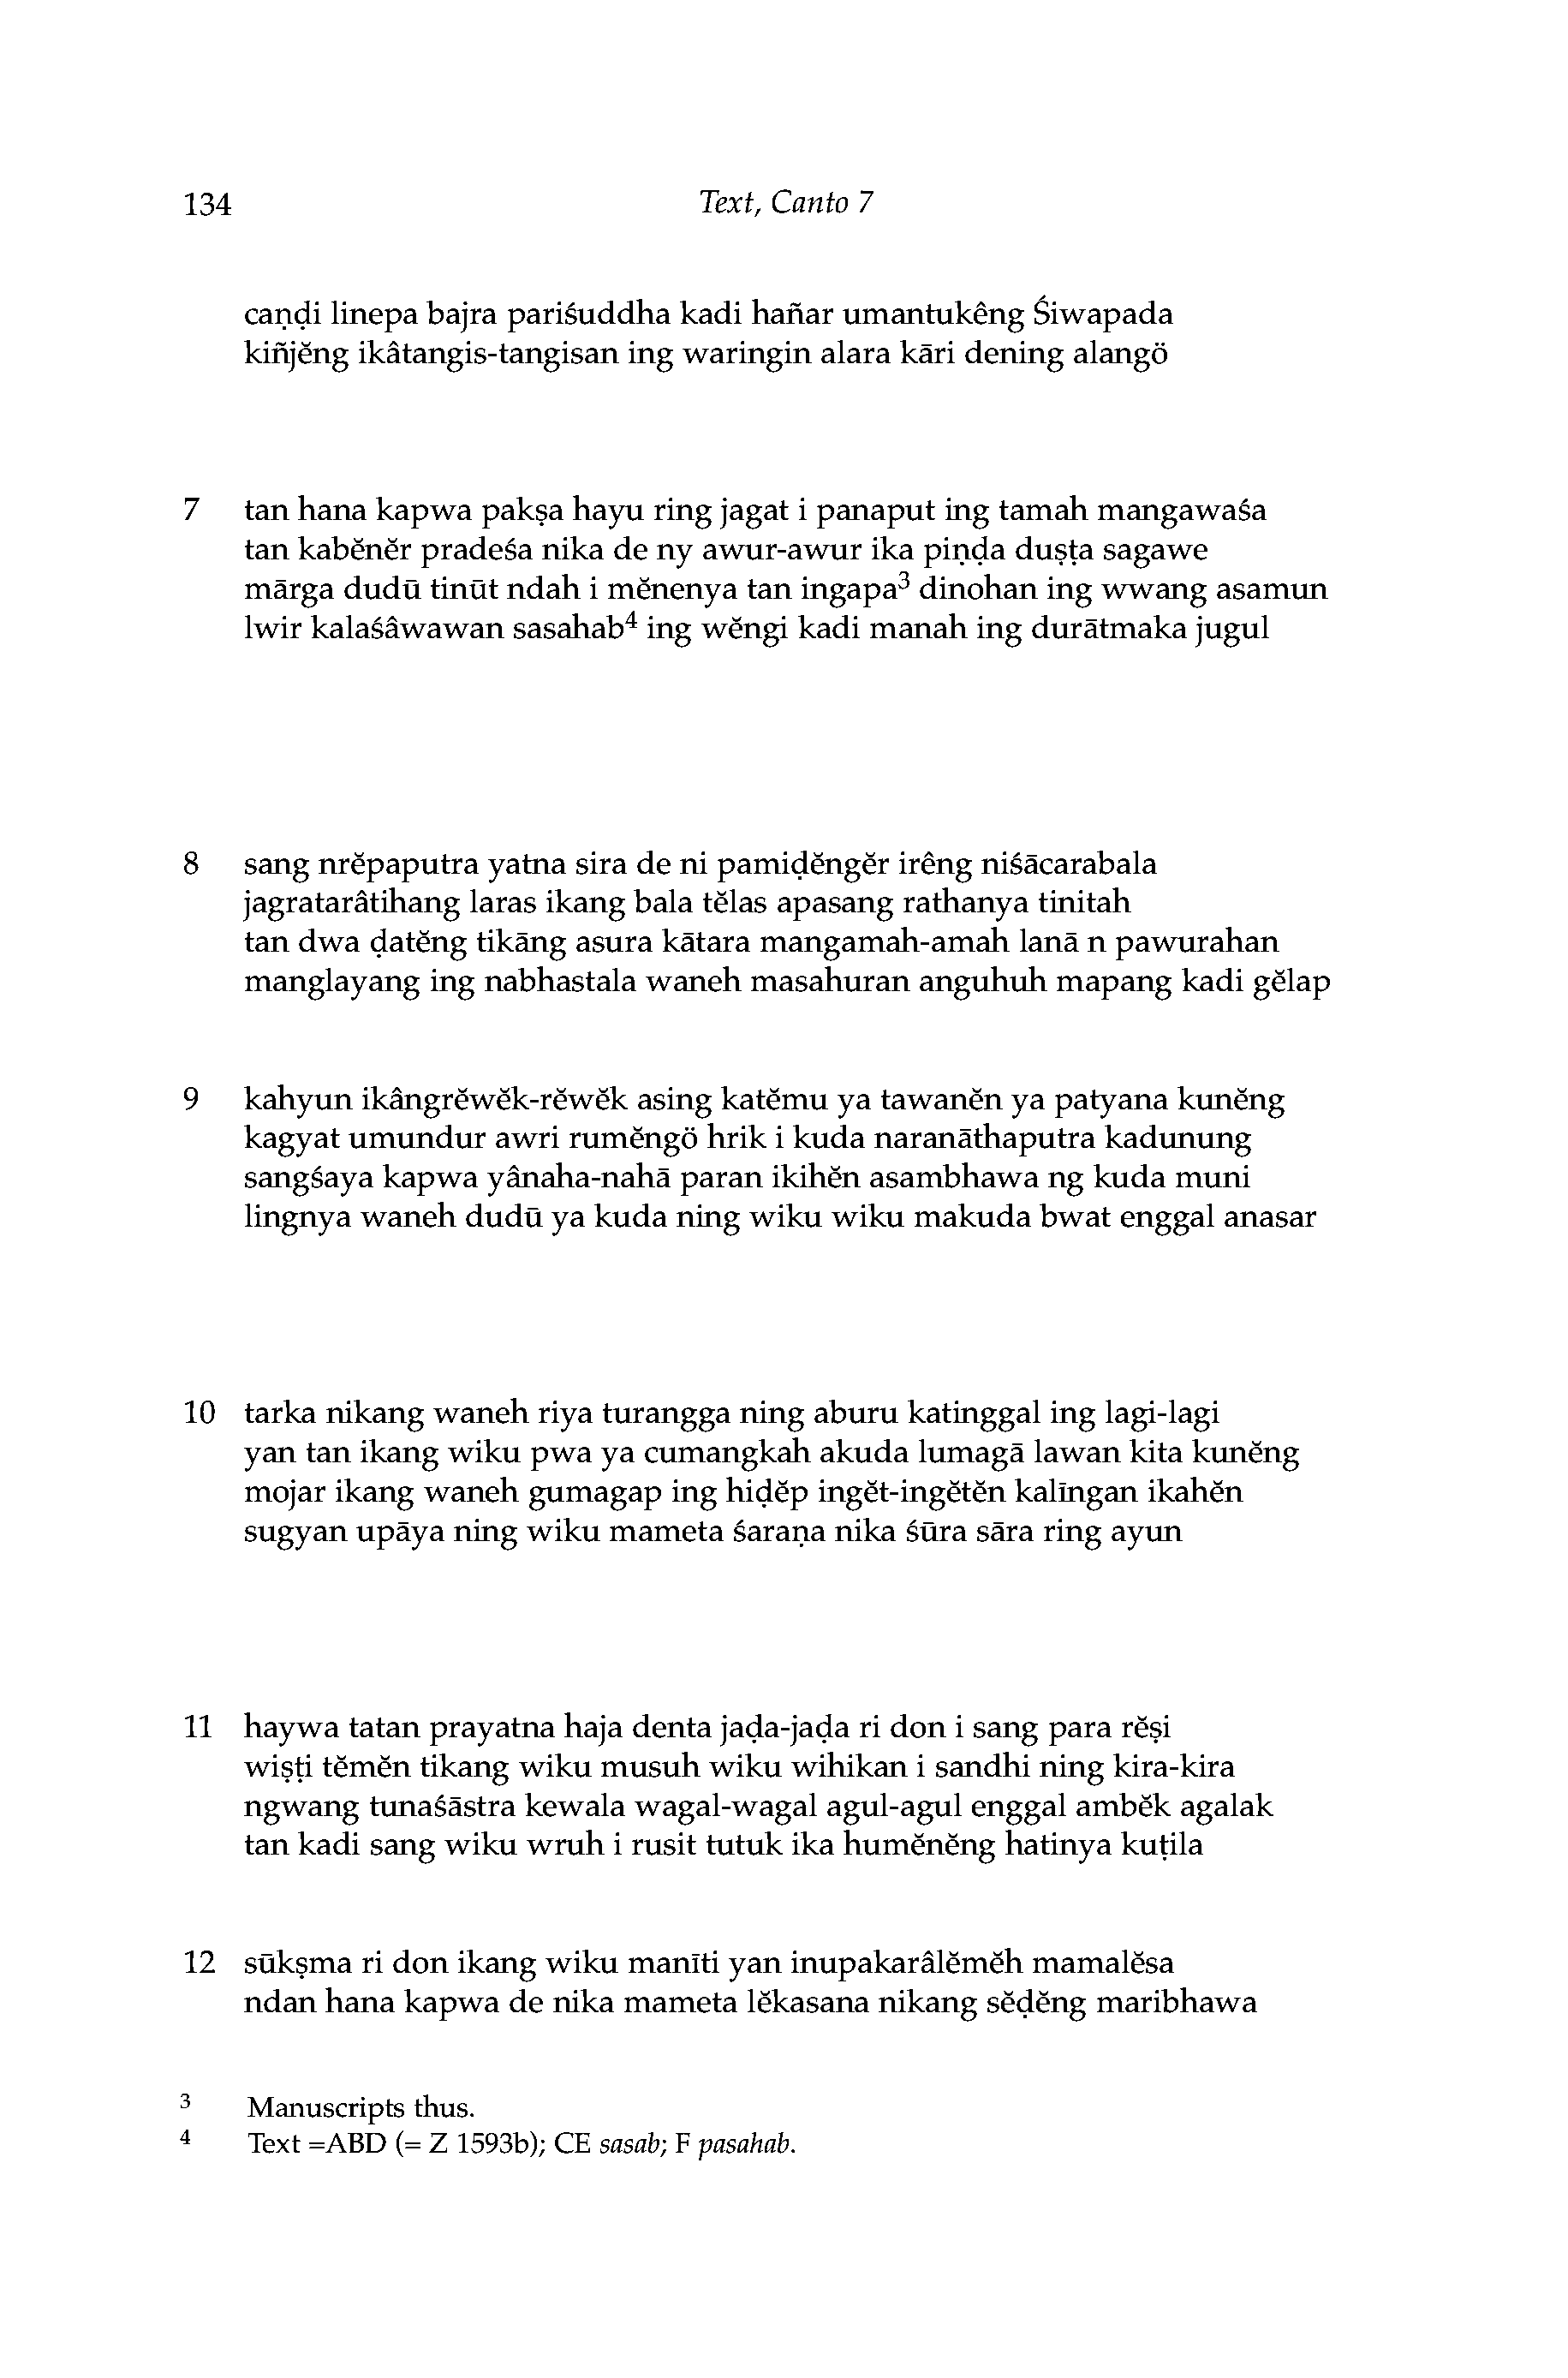 134
Text, Canto 7
caṇḍi linepa bajra pariśuddha kadi hañar umantukêng Śiwapada
kiñjĕng ikâtangis-tangisan ing waringin alara kāri dening alangö
7 tan hana kapwa pakṣa hayu ring jagat i panaput ing tamah mangawaśa
tan kabĕnĕr pradeśa nika de ny awur-awur ika piṇḍa duṣṭa sagawe
mārga dudū tinūt ndah i mĕnenya tan ingapa³ dinohan ing wwang asamun
lwir kalaśâwawan sasahab⁴ ing wĕngi kadi manah ing durātmaka jugul
8 sang nrĕpaputra yatna sira de ni pamiḍĕngĕr irêng niśācarabala
jagratarâtihang laras ikang bala tĕlas apasang rathanya tinitah
tan dwa ḍatĕng tikāng asura kātara mangamah-amah lanā n pawurahan
manglayang ing nabhastala waneh masahuran anguhuh mapang kadi gĕlap
9 kahyun ikângrĕwĕk-rĕwĕk asing katĕmu ya tawanĕn ya patyana kunĕng
kagyat umundur awri rumĕngö hrik i kuda naranāthaputra kadunung
sangśaya kapwa yânaha-nahā paran ikihĕn asambhawa ng kuda muni
lingnya waneh dudū ya kuda ning wiku wiku makuda bwat enggal anasar
10 tarka nikang waneh riya turangga ning aburu katinggal ing lagi-lagi
yan tan ikang wiku pwa ya cumangkah akuda lumagā lawan kita kunĕng
mojar ikang waneh gumagap ing hiḍĕp ingĕt-ingĕtĕn kalīngan ikahĕn
sugyan upāya ning wiku mameta śaraṇa nika śūra sāra ring ayun
11 haywa tatan prayatna haja denta jaḍa-jaḍa ri don i sang para rĕṣi
wiṣṭi tĕmĕn tikang wiku musuh wiku wihikan i sandhi ning kira-kira
ngwang tunaśāstra kewala wagal-wagal agul-agul enggal ambĕk agalak
tan kadi sang wiku wruh i rusit tutuk ika humĕnĕng hatinya kuṭila
12 sūkṣma ri don ikang wiku manīti yan inupakarâlĕmĕh mamalĕsa
ndan hana kapwa de nika mameta lĕkasana nikang sĕḍĕng maribhawa
³ Manuscripts thus.
⁴ Text =ABD (= Z 1593b); CE sasab; F pasahab.